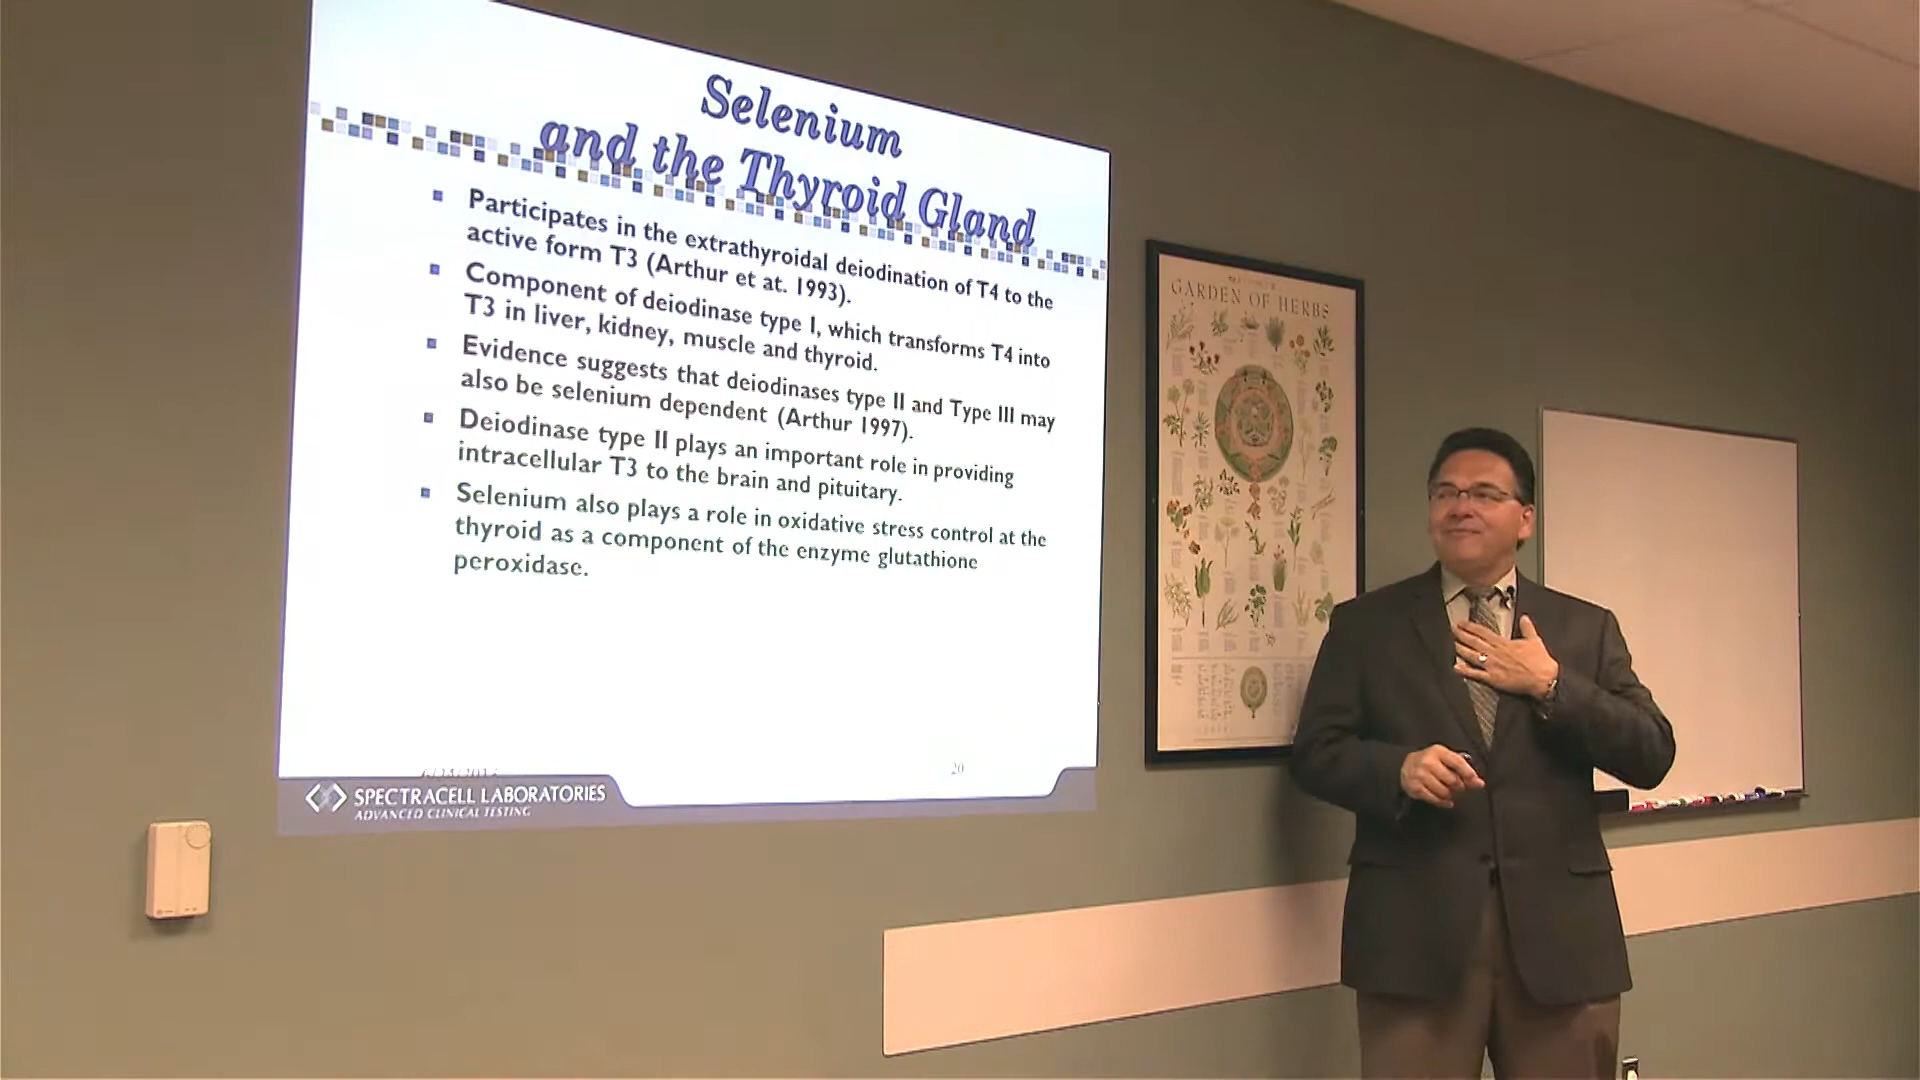 Selenium
and the Thyroid Gland
Participates in the extrathyroidal deiodination of T4 to the
active form T3 (Arthur et at. 1993).
Component of deiodinase type I, which transforms T4 into
T3 in liver, kidney, muscle and thyroid.
Evidence suggests that deiodinases type II and Type III may
also be selenium dependent (Arthur 1997).
Deiodinase type II plays an important role in providing
intracellular T3 to the brain and pituitary.
Selenium also plays a role in oxidative stress control at the
thyroid as a component of the enzyme glutathione
peroxidase.
20
SPECTRACELL LABORATORIES
ADVANCED CLINICAL TESTING
GARDEN OF HERBS